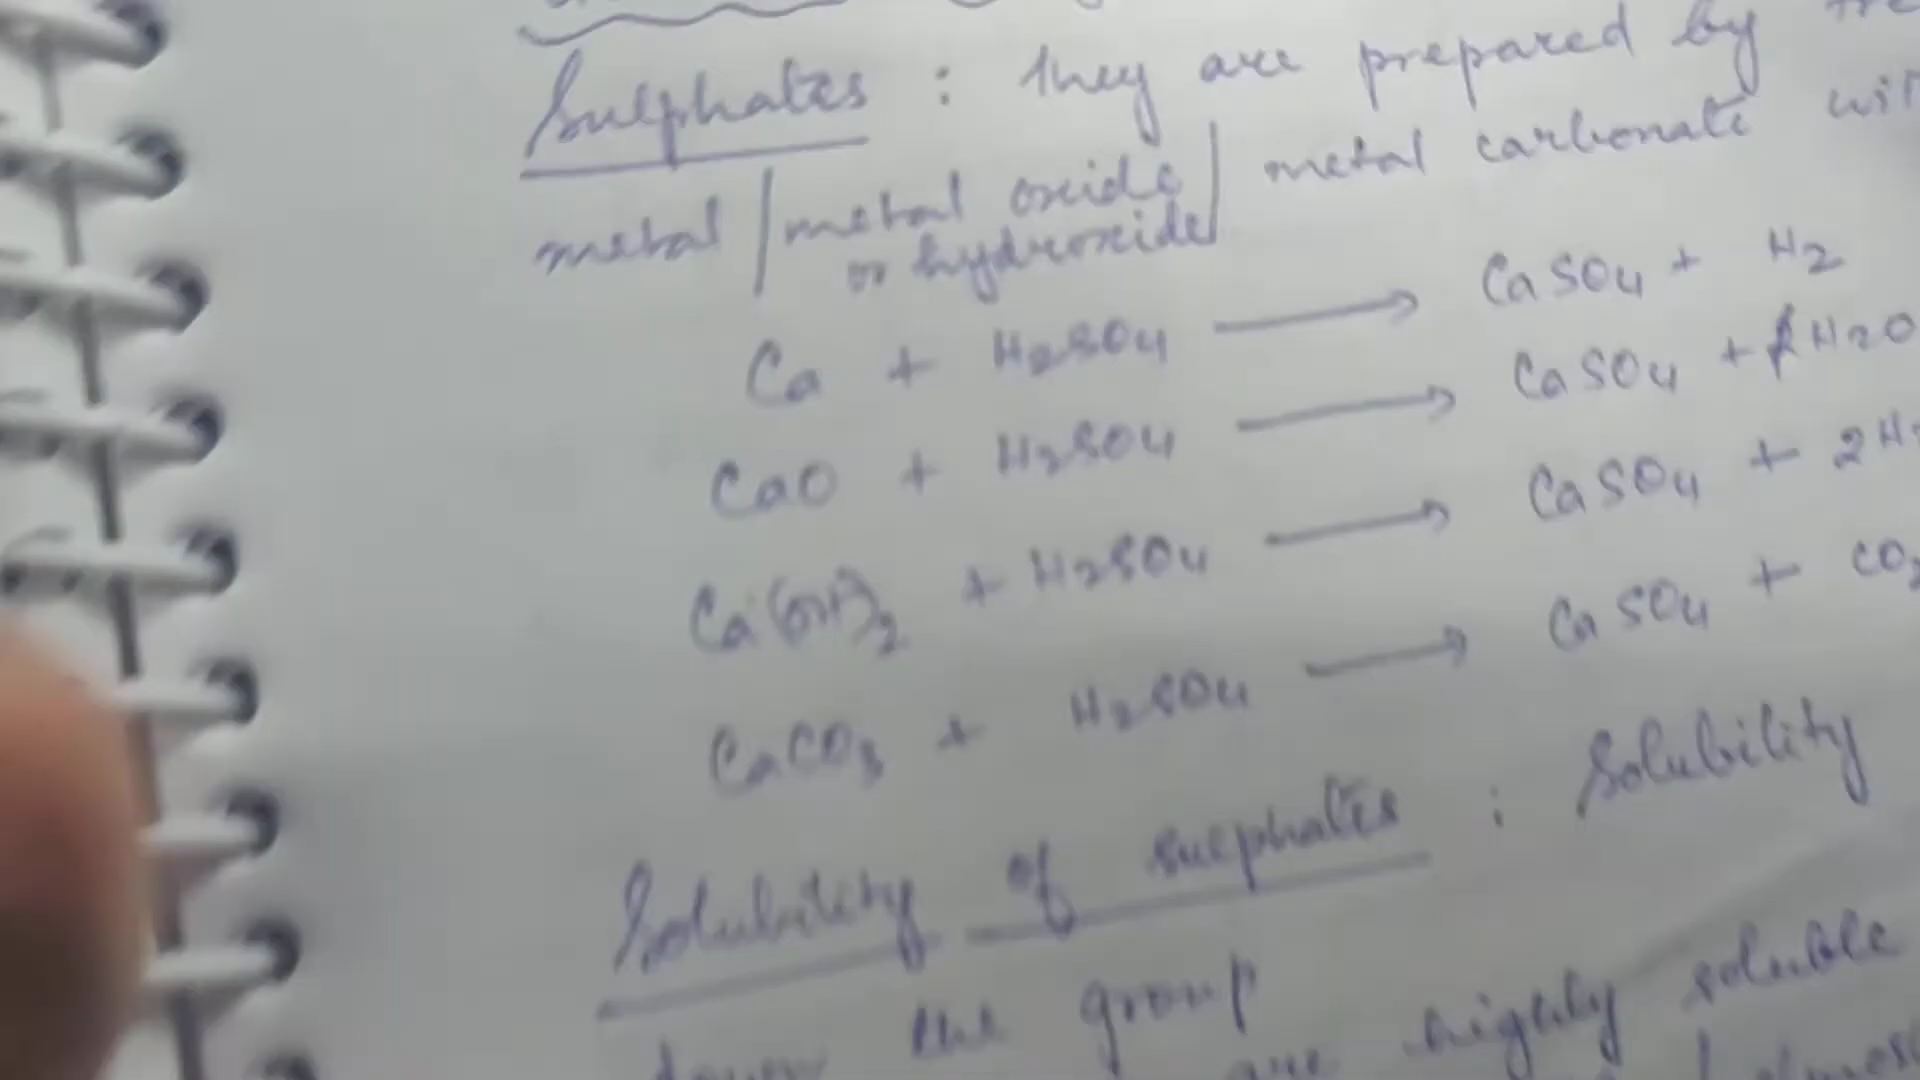 Sulphates : They are prepared by
metal / metal oxide or hydroxide / metal carbonate
Ca + H2SO4 → CaSO4 + H2
CaO + H2SO4 → CaSO4 + H2O
Ca(OH)2 + H2SO4 → CaSO4 + 2H
CaCO3 + H2SO4 → CaSO4 + CO2
Solubility of sulphates : Solubility
down the group
are highly soluble